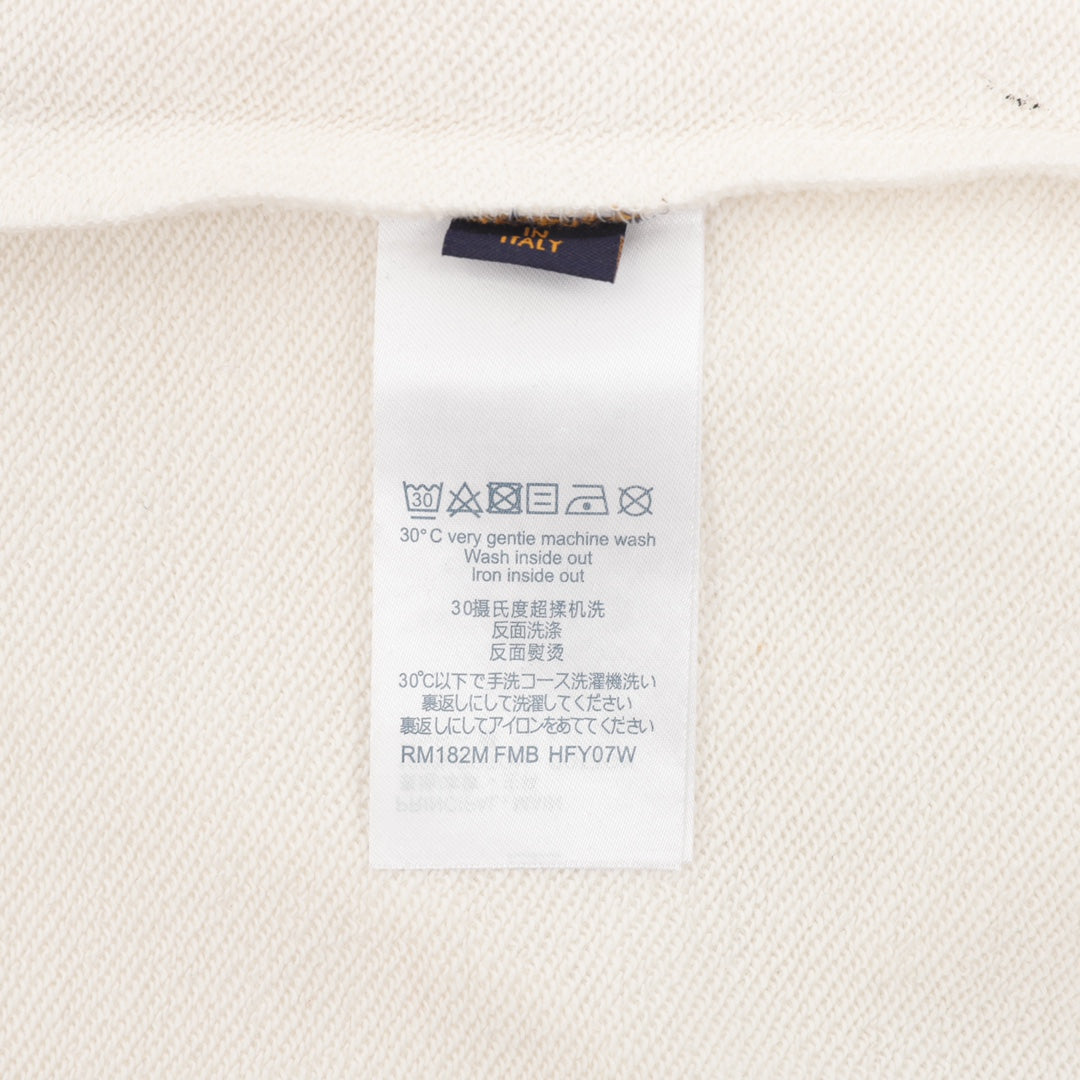 IN
ITALY
30
30°C very gentle machine wash
Wash inside out
Iron inside out
30摄氏度超揉机洗
反面洗涤
反面熨烫
30℃以下で手洗コース洗濯機洗い
裏返しにして洗濯してください
裏返しにしてアイロンをあててください
RM182M FMB HFY07W